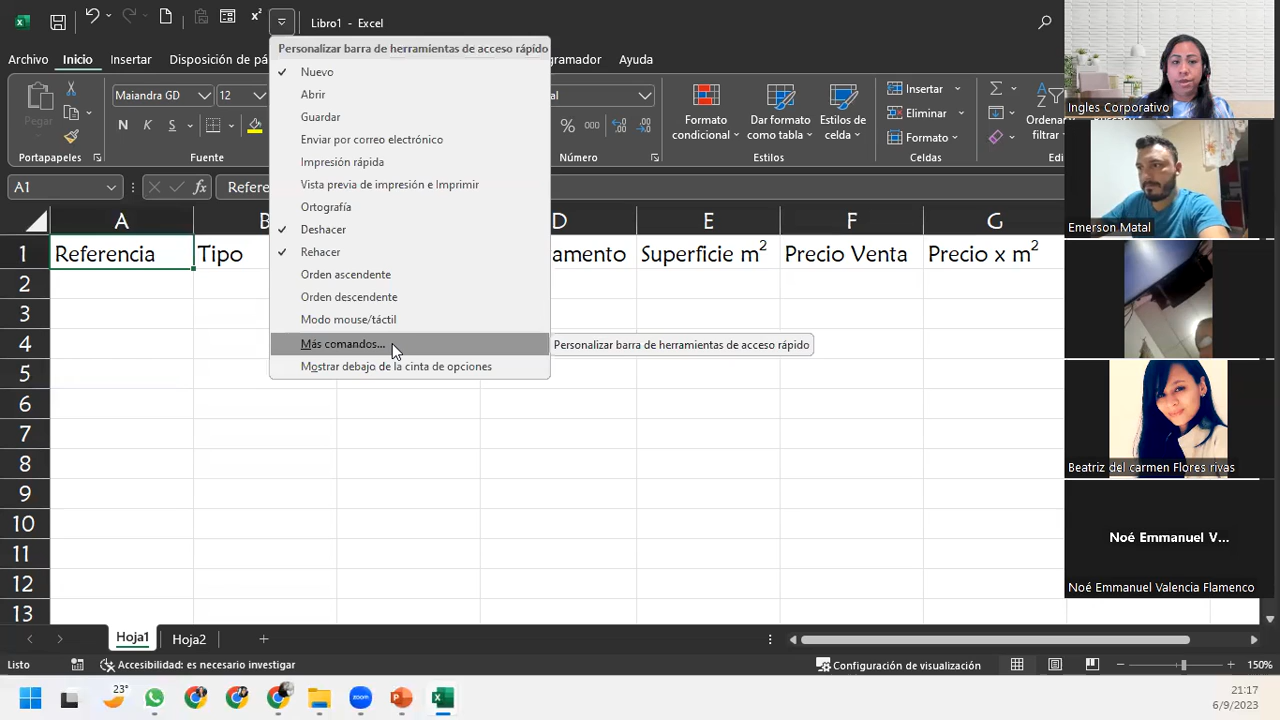 Libro1 - Excel
Personalizar barra de herramientas de acceso rápido
Archivo
Insertar
Disposición de pá
Ayuda
Nuevo
Abrir
Guardar
Enviar por correo electrónico
Impresión rápida
Vista previa de impresión e Imprimir
Ortografía
Deshacer
Rehacer
Orden ascendente
Orden descendente
Modo mouse/táctil
Más comandos...
Mostrar debajo de la cinta de opciones
Personalizar barra de herramientas de acceso rápido
Pegar
Portapapeles
Maiandra GD
12
N K S
Fuente
% 000
Número
Formato condicional
Dar formato como tabla
Estilos de celda
Estilos
Insertar
Eliminar
Formato
Celdas
Ordenar
filtrar
A1
fx
Refere
A B D E F G
1 Referencia Tipo amento Superficie m² Precio Venta Precio x m²
2
3
4
5
6
7
8
9
10
11
12
13
Hoja1 Hoja2
Listo
Accesibilidad: es necesario investigar
Configuración de visualización
150%
23°
zoom
21:17
6/9/2023
Ingles Corporativo
Emerson Matal
Beatriz del carmen Flores rivas
Noé Emmanuel V...
Noé Emmanuel Valencia Flamenco